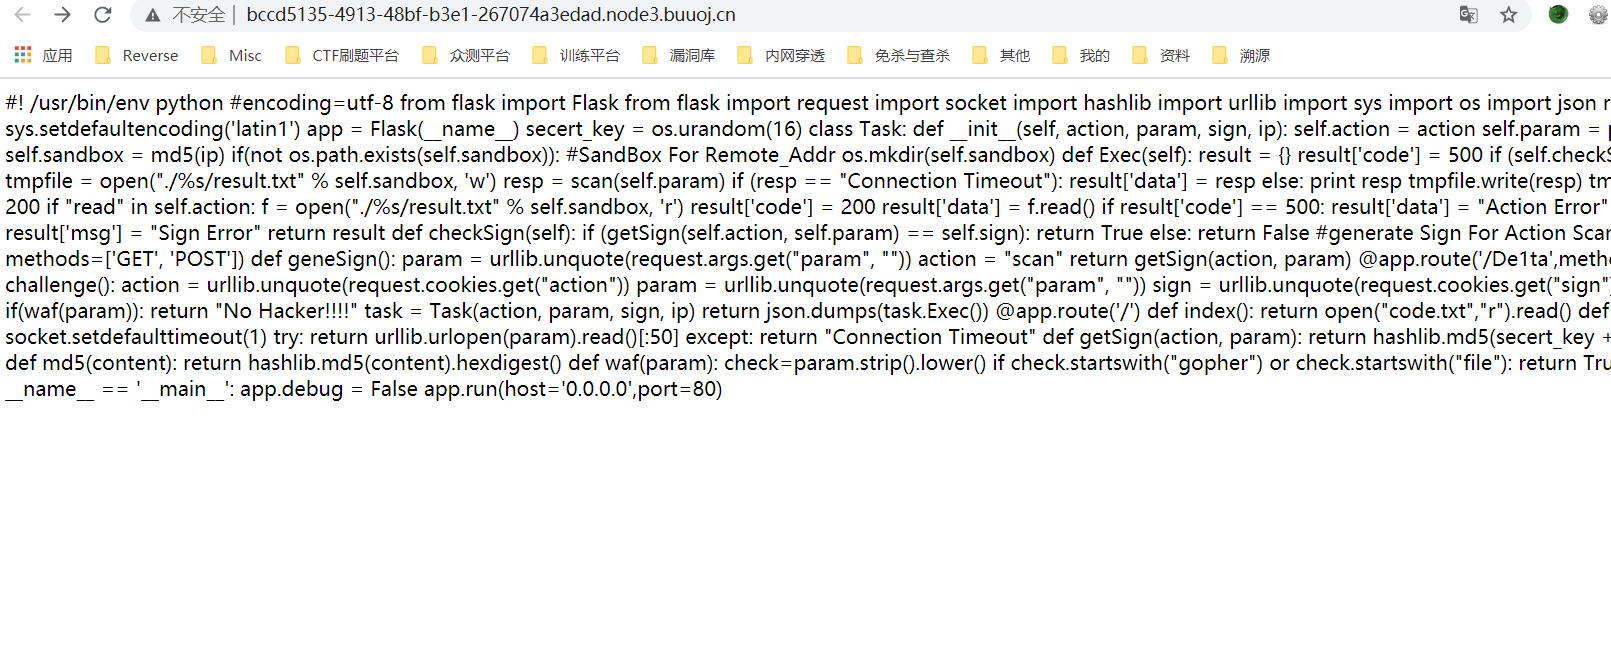 不安全 | bccd5135-4913-48bf-b3e1-267074a3edad.node3.buuoj.cn
应用 Reverse Misc CTF刷题平台 众测平台 训练平台 漏洞库 内网穿透 免杀与查杀 其他 我的 资料 溯源
#! /usr/bin/env python #encoding=utf-8 from flask import Flask from flask import request import socket import hashlib import urllib import sys import os import json r
sys.setdefaultencoding('latin1') app = Flask(__name__) secert_key = os.urandom(16) class Task: def __init__(self, action, param, sign, ip): self.action = action self.param = p
self.sandbox = md5(ip) if(not os.path.exists(self.sandbox)): #SandBox For Remote_Addr os.mkdir(self.sandbox) def Exec(self): result = {} result['code'] = 500 if (self.checkS
tmpfile = open("./%s/result.txt" % self.sandbox, 'w') resp = scan(self.param) if (resp == "Connection Timeout"): result['data'] = resp else: print resp tmpfile.write(resp) tm
200 if "read" in self.action: f = open("./%s/result.txt" % self.sandbox, 'r') result['code'] = 200 result['data'] = f.read() if result['code'] == 500: result['data'] = "Action Error"
result['msg'] = "Sign Error" return result def checkSign(self): if (getSign(self.action, self.param) == self.sign): return True else: return False #generate Sign For Action Scan
methods=['GET', 'POST']) def geneSign(): param = urllib.unquote(request.args.get("param", "")) action = "scan" return getSign(action, param) @app.route('/De1ta',metho
challenge(): action = urllib.unquote(request.cookies.get("action")) param = urllib.unquote(request.args.get("param", "")) sign = urllib.unquote(request.cookies.get("sign"
if(waf(param)): return "No Hacker!!!!" task = Task(action, param, sign, ip) return json.dumps(task.Exec()) @app.route('/') def index(): return open("code.txt","r").read() def
socket.setdefaulttimeout(1) try: return urllib.urlopen(param).read()[:50] except: return "Connection Timeout" def getSign(action, param): return hashlib.md5(secert_key +
def md5(content): return hashlib.md5(content).hexdigest() def waf(param): check=param.strip().lower() if check.startswith("gopher") or check.startswith("file"): return Tru
__name__ == '__main__': app.debug = False app.run(host='0.0.0.0',port=80)